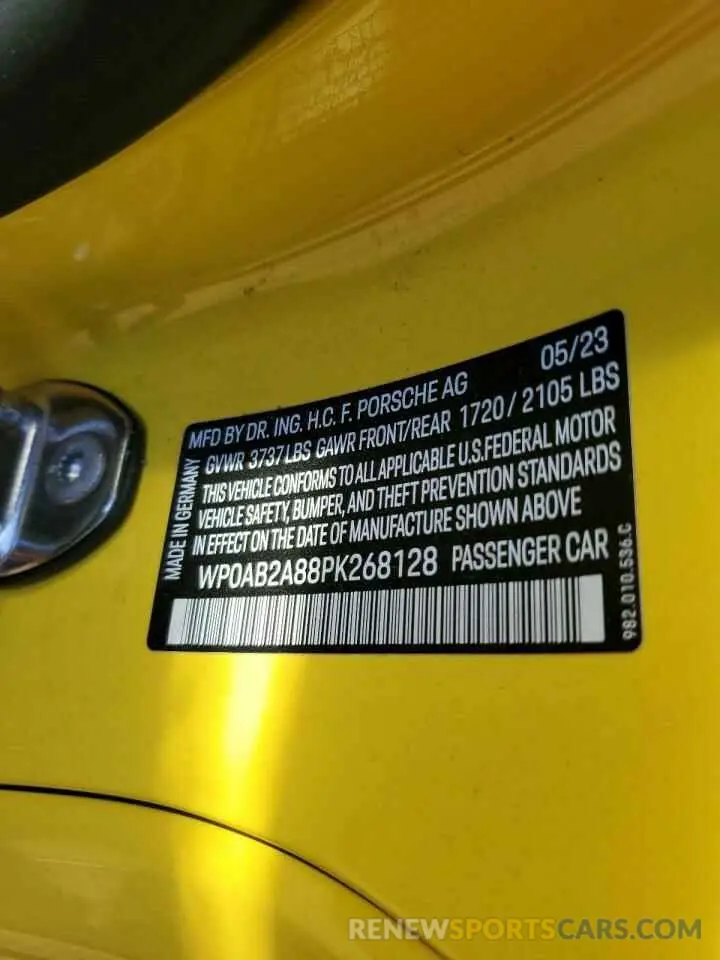 05/23
MFD BY DR. ING. H.C. F. PORSCHE AG
GVWR 3737LBS GAWR FRONT/REAR 1720 / 2105 LBS
THIS VEHICLE CONFORMS TO ALL APPLICABLE U.S.FEDERAL MOTOR
VEHICLE SAFETY, BUMPER, AND THEFT PREVENTION STANDARDS
IN EFFECT ON THE DATE OF MANUFACTURE SHOWN ABOVE
WP0AB2A88PK268128 PASSENGER CAR
MADE IN GERMANY
982.010.536.C
RENEWSPORTSCARS.COM